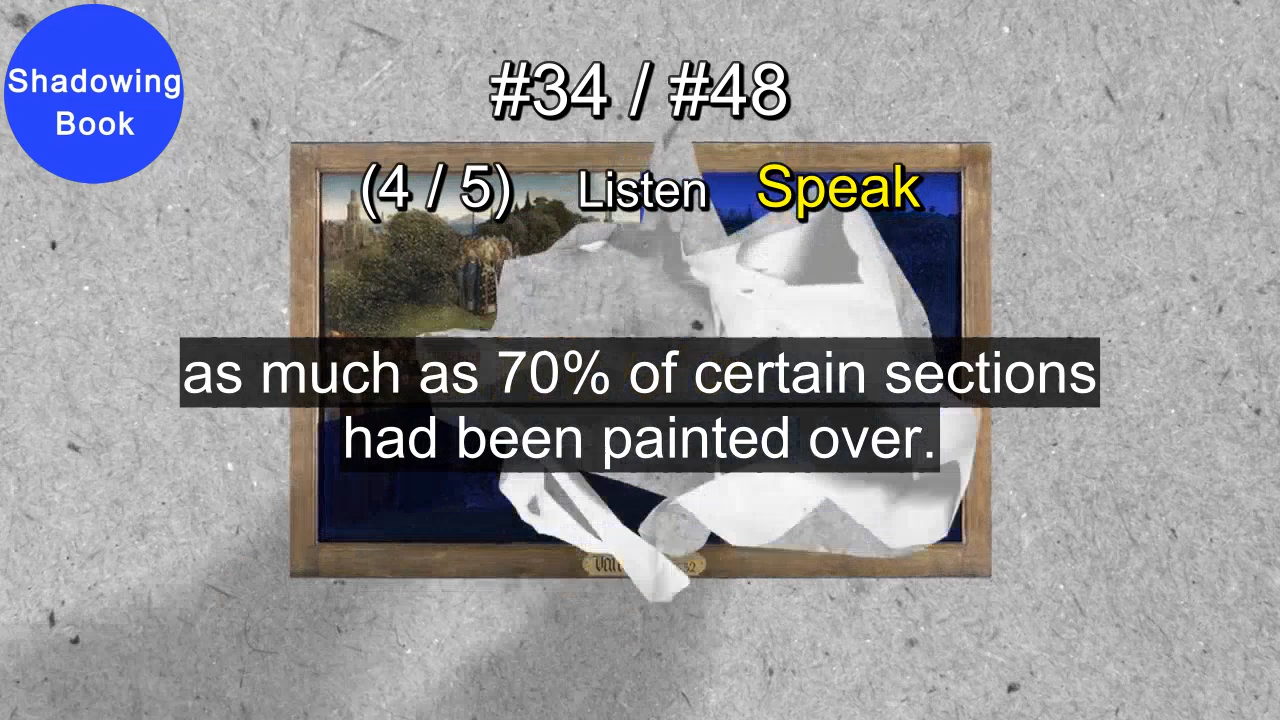 Shadowing
Book
#34 / #48
(4 / 5) Listen Speak
as much as 70% of certain sections
had been painted over.